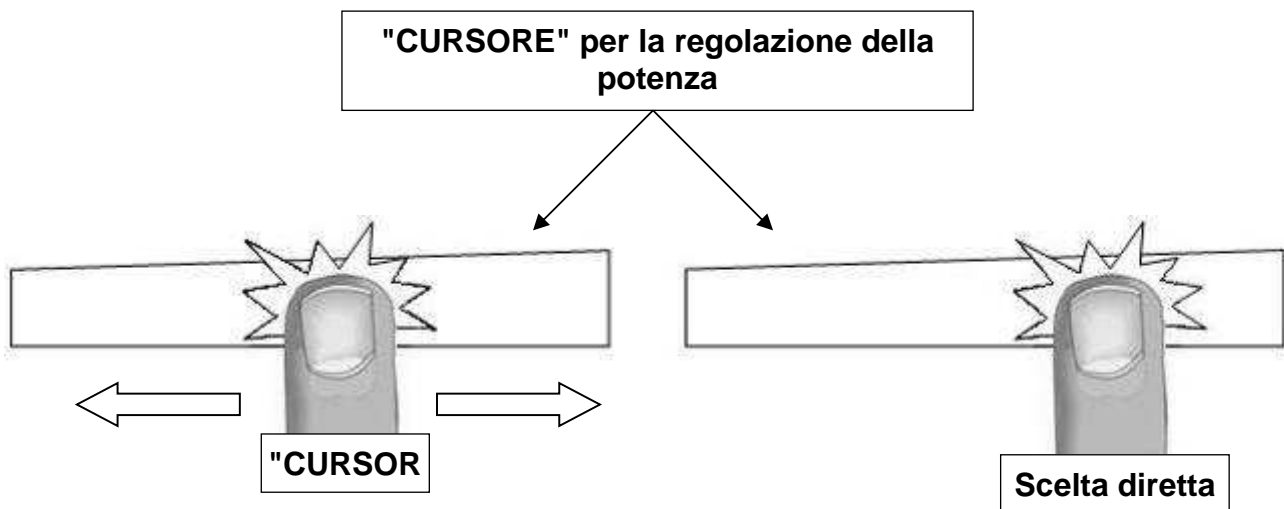 "CURSORE" per la regolazione della
potenza
"CURSOR
Scelta diretta